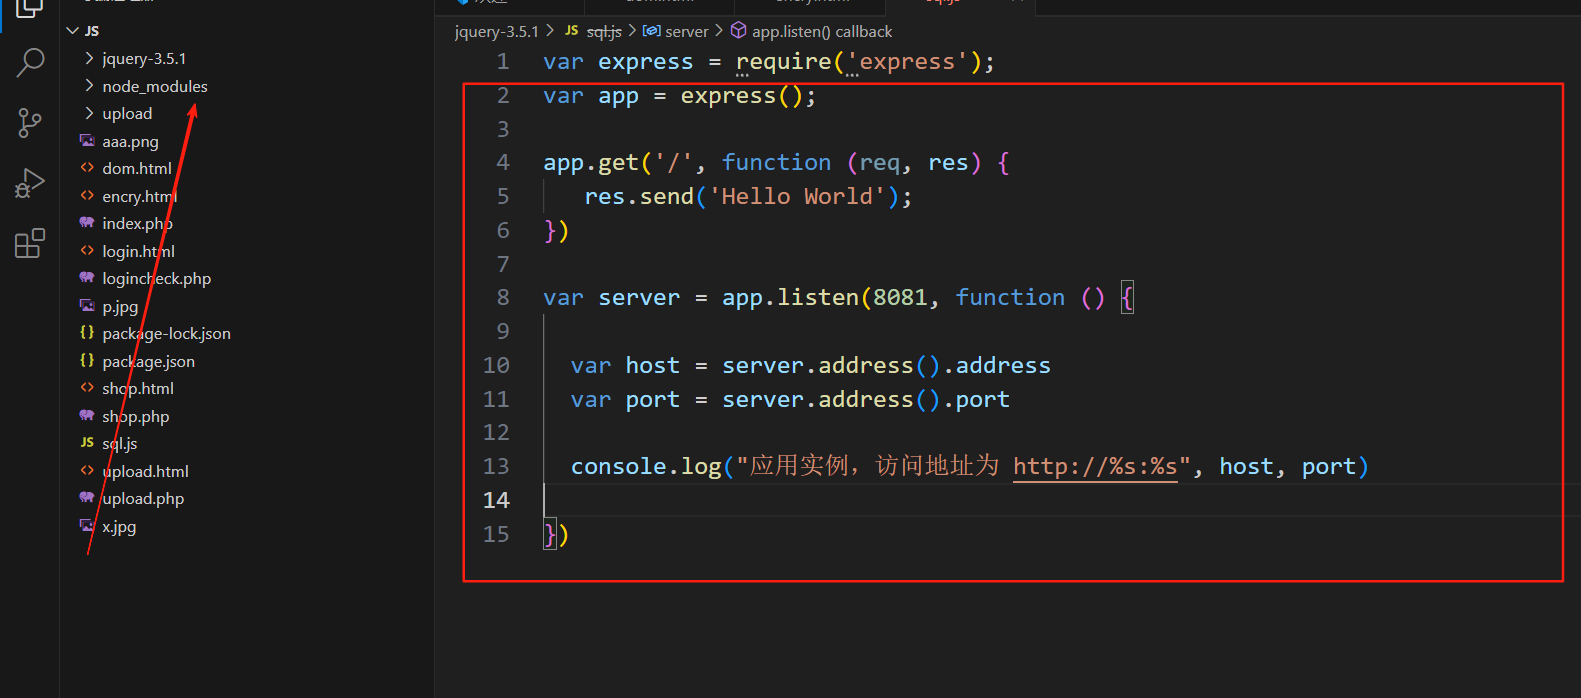 JS
jquery-3.5.1
node_modules
upload
aaa.png
dom.html
encry.html
index.php
login.html
logincheck.php
p.jpg
package-lock.json
package.json
shop.html
shop.php
sql.js
upload.html
upload.php
x.jpg
jquery-3.5.1 > JS sql.js > server > app.listen() callback
1 var express = require('express');
2 var app = express();
3
4 app.get('/', function (req, res) {
5 res.send('Hello World');
6 })
7
8 var server = app.listen(8081, function () {
9
10 var host = server.address().address
11 var port = server.address().port
12
13 console.log("应用实例，访问地址为 http://%s:%s", host, port)
14
15 })